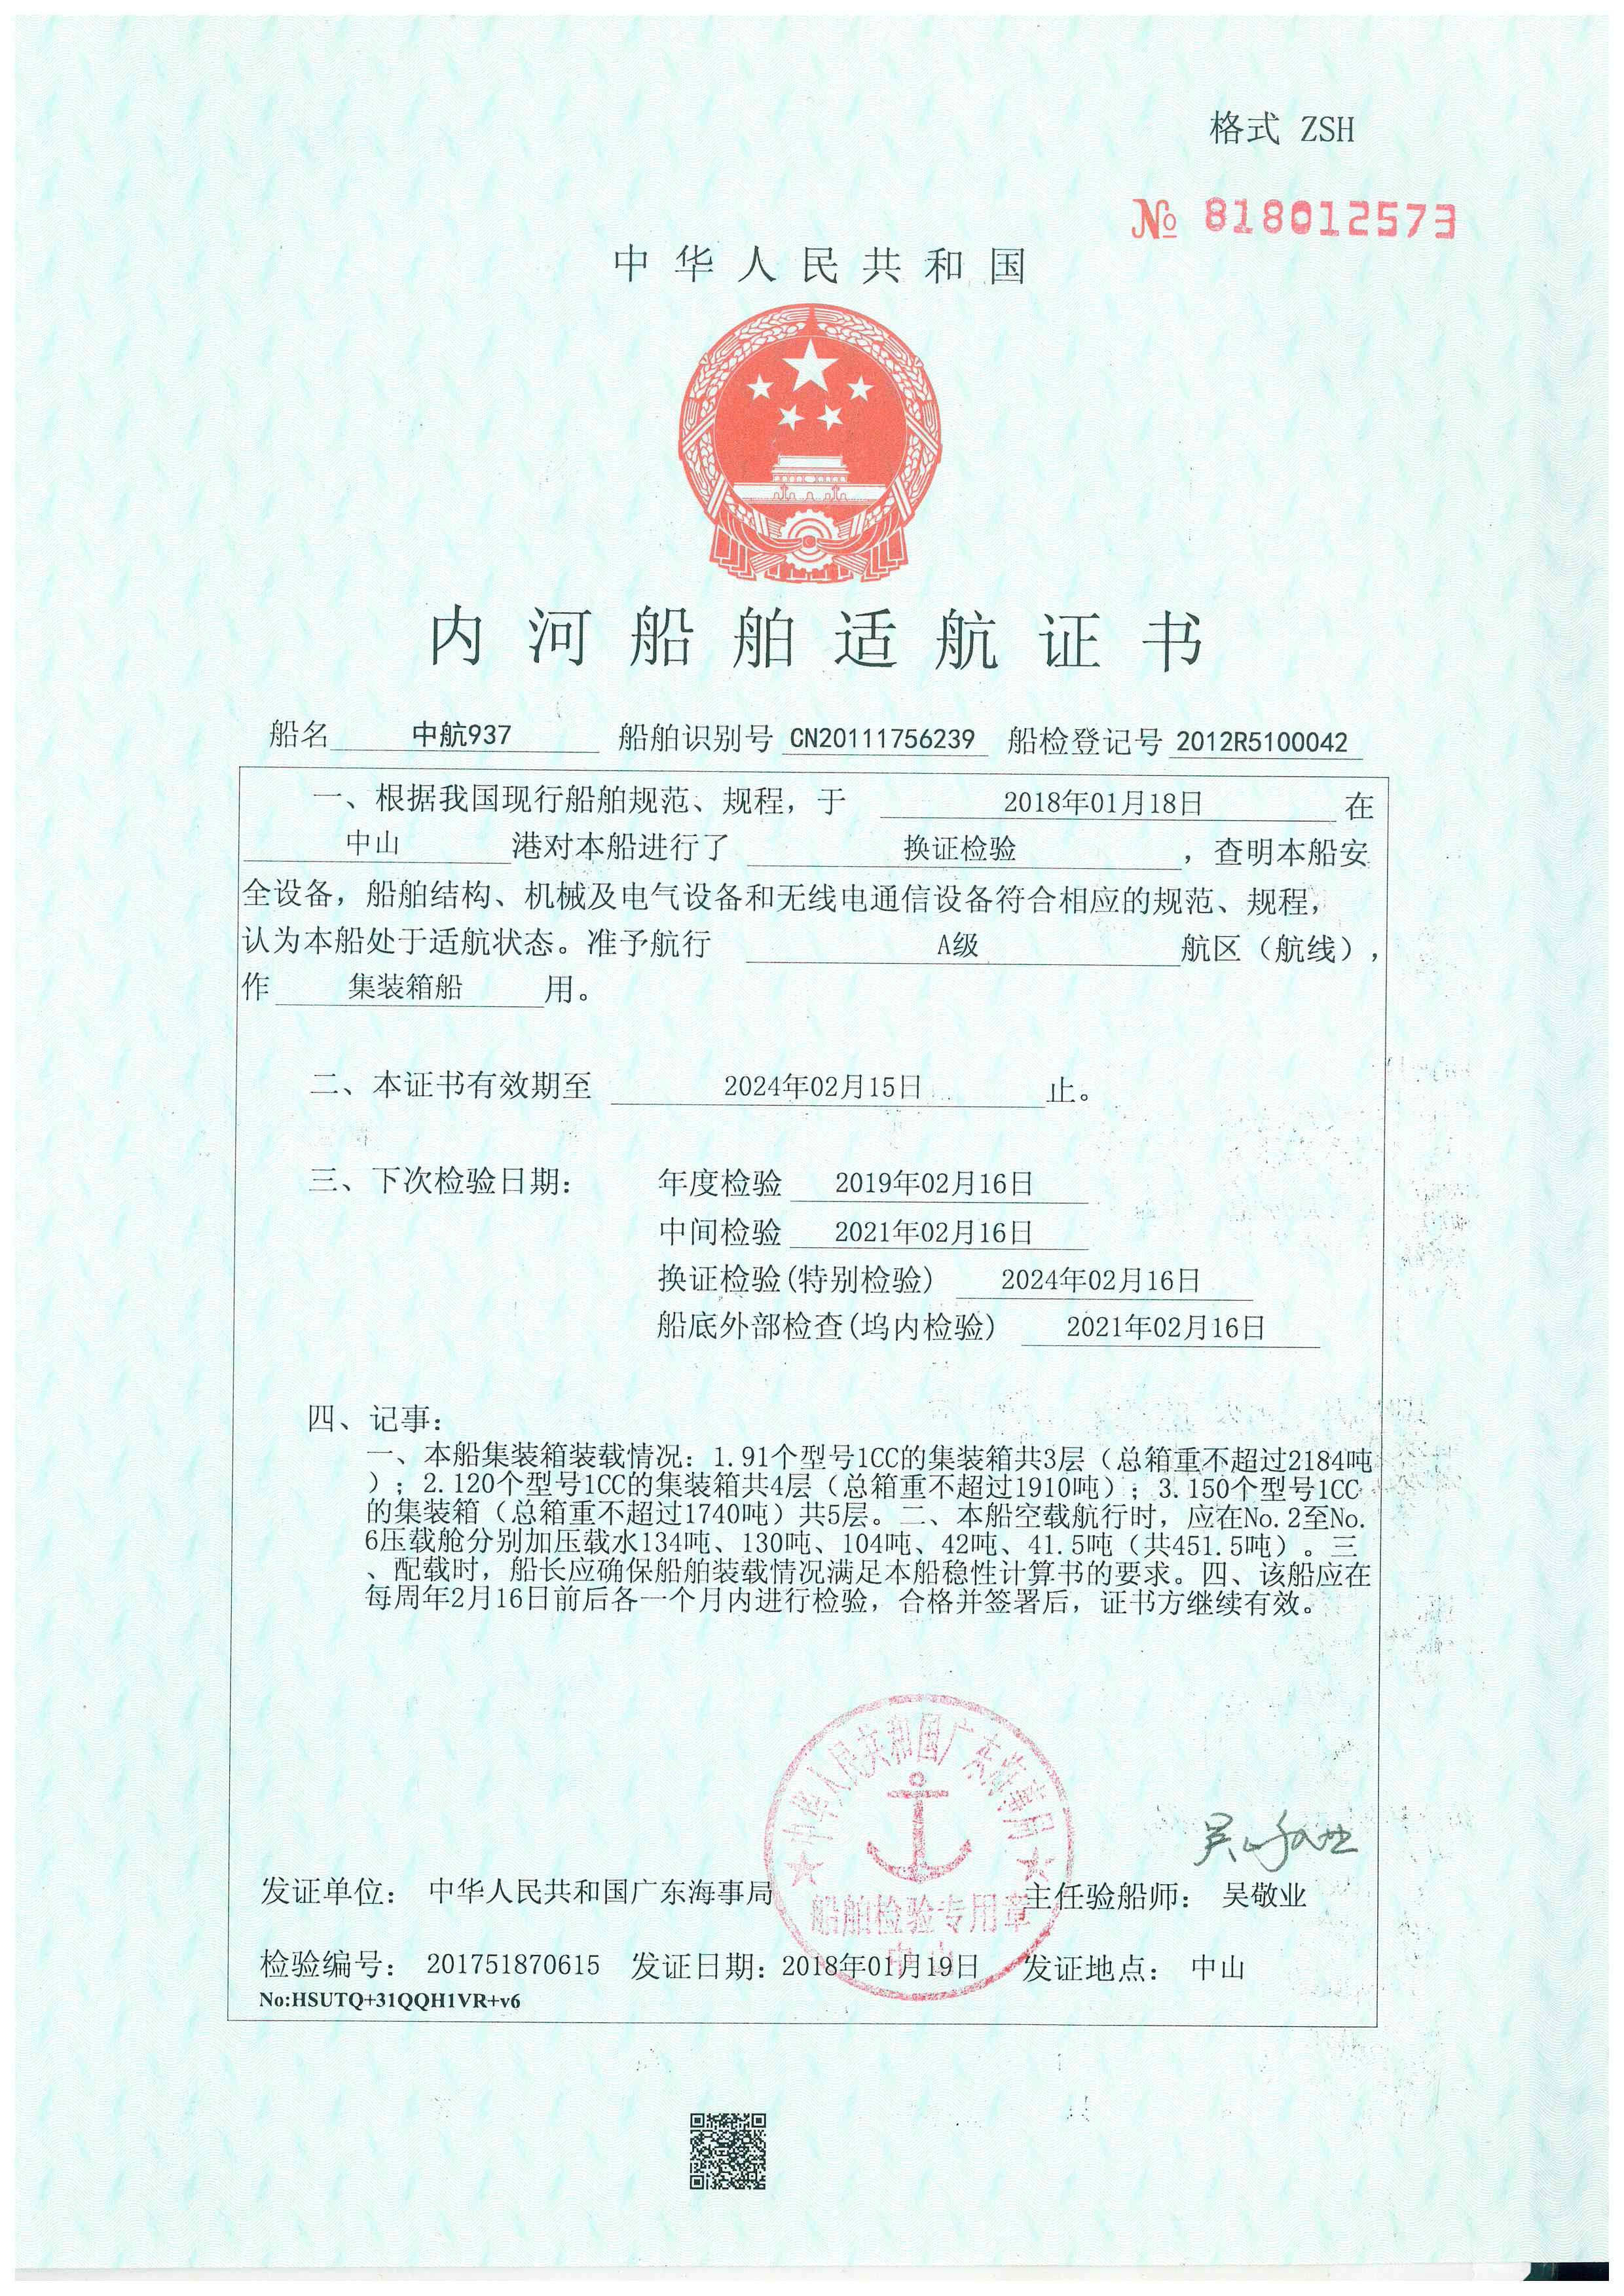 格式 ZSH
№ 818012573
中华人民共和国
内河船舶适航证书
船名 中航937 船舶识别号 CN20111756239 船检登记号 2012R5100042
一、根据我国现行船舶规范、规程，于 2018年01月18日 在
中山 港对本船进行了 换证检验 ，查明本船安
全设备，船舶结构、机械及电气设备和无线电通信设备符合相应的规范、规程，
认为本船处于适航状态。准予航行 A级 航区（航线），
作 集装箱船 用。
二、本证书有效期至 2024年02月15日 止。
三、下次检验日期： 年度检验 2019年02月16日
中间检验 2021年02月16日
换证检验(特别检验) 2024年02月16日
船底外部检查(坞内检验) 2021年02月16日
四、记事：
一、本船集装箱装载情况：1.91个型号1CC的集装箱共3层（总箱重不超过2184吨
）；2.120个型号1CC的集装箱共4层（总箱重不超过1910吨）；3.150个型号1CC
的集装箱（总箱重不超过1740吨）共5层。二、本船空载航行时，应在No.2至No.
6压载舱分别加压载水134吨、130吨、104吨、42吨、41.5吨（共451.5吨）。三
、配载时，船长应确保船舶装载情况满足本船稳性计算书的要求。四、该船应在
每周年2月16日前后各一个月内进行检验，合格并签署后，证书方继续有效。
中华人民共和国广东海事局
船舶检验专用章
中山
吴敬业
发证单位： 中华人民共和国广东海事局 主任验船师： 吴敬业
检验编号： 201751870615 发证日期：2018年01月19日 发证地点： 中山
No:HSUTQ+31QQH1VR+v6